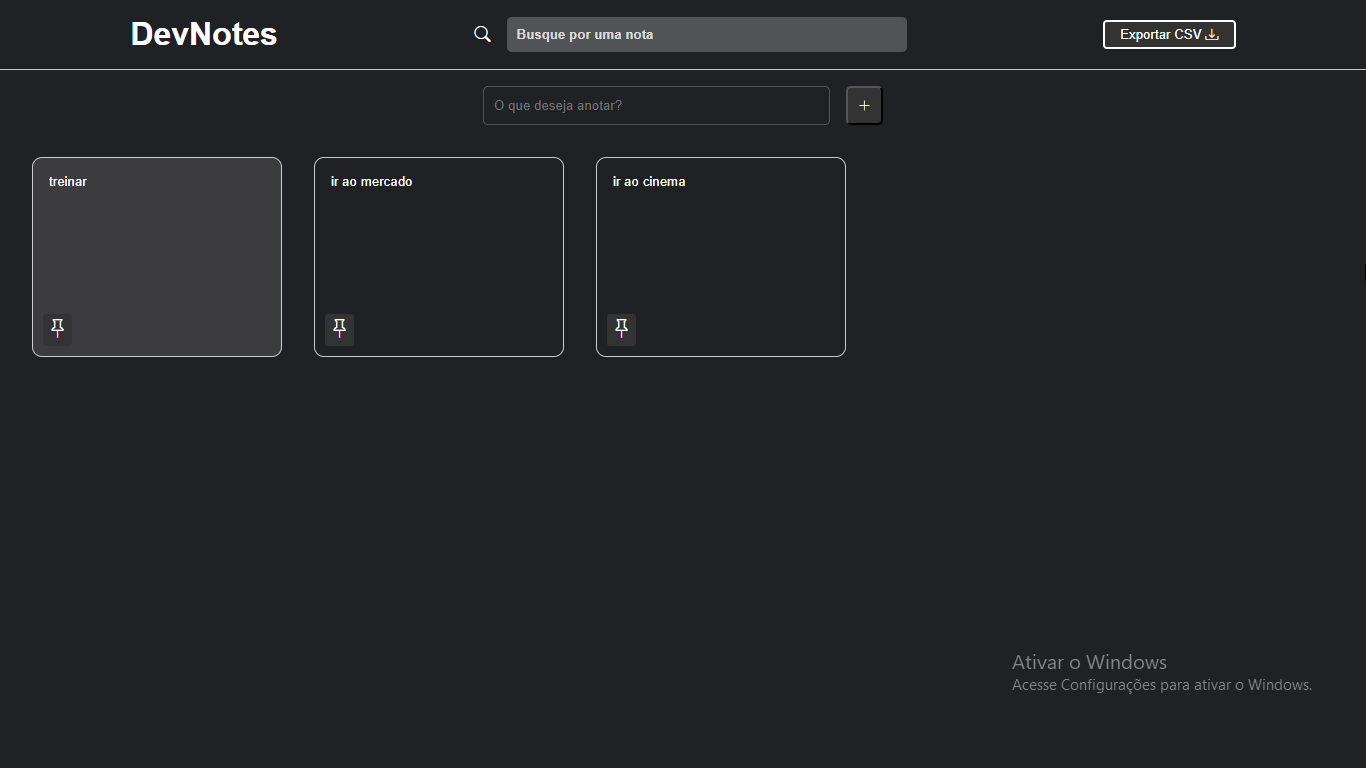 DevNotes
Busque por uma nota
Exportar CSV
O que deseja anotar?
+
treinar
ir ao mercado
ir ao cinema
Ativar o Windows
Acesse Configurações para ativar o Windows.